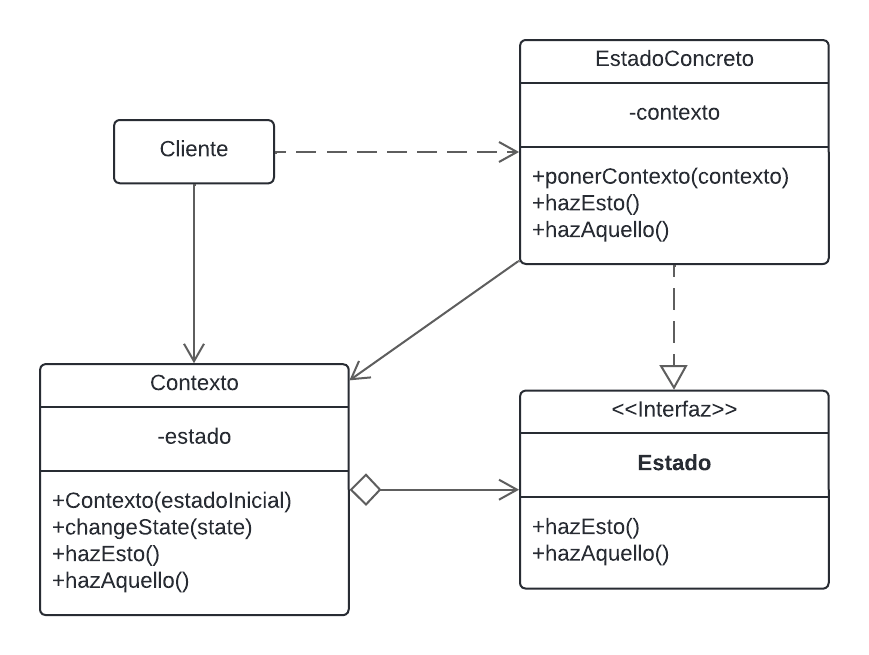 EstadoConcreto
-contexto
+ponerContexto(contexto)
+hazEsto()
+hazAquello()
Cliente
Contexto
-estado
+Contexto(estadoInicial)
+changeState(state)
+hazEsto()
+hazAquello()
<<Interfaz>>
Estado
+hazEsto()
+hazAquello()